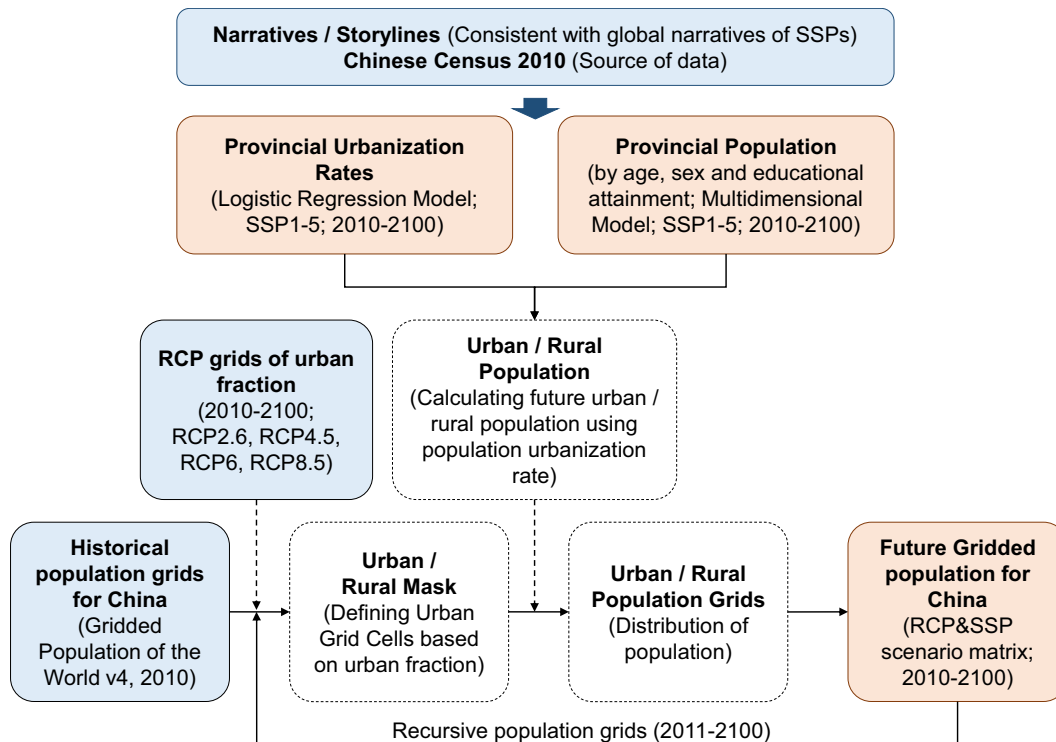 Narratives / Storylines (Consistent with global narratives of SSPs)
Chinese Census 2010 (Source of data)
Provincial Urbanization
Rates
(Logistic Regression Model;
SSP1-5; 2010-2100)
Provincial Population
(by age, sex and educational
attainment; Multidimensional
Model; SSP1-5; 2010-2100)
RCP grids of urban
fraction
(2010-2100;
RCP2.6, RCP4.5,
RCP6, RCP8.5)
Urban / Rural
Population
(Calculating future urban /
rural population using
population urbanization
rate)
Historical
population grids
for China
(Gridded
Population of the
World v4, 2010)
Urban /
Rural Mask
(Defining Urban
Grid Cells based
on urban fraction)
Urban / Rural
Population Grids
(Distribution of
population)
Future Gridded
population for
China
(RCP&SSP
scenario matrix;
2010-2100)
Recursive population grids (2011-2100)